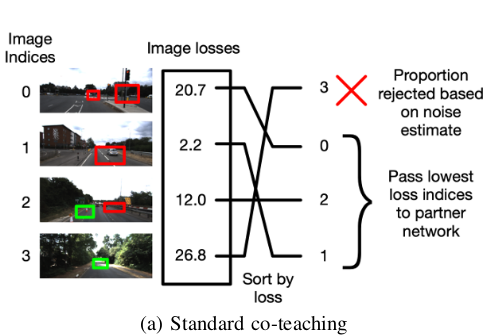 Image
Indices
Image losses
0
1
2
3
20.7
2.2
12.0
26.8
Sort by
loss
3
0
2
1
Proportion
rejected based
on noise
estimate
Pass lowest
loss indices
to partner
network
(a) Standard co-teaching